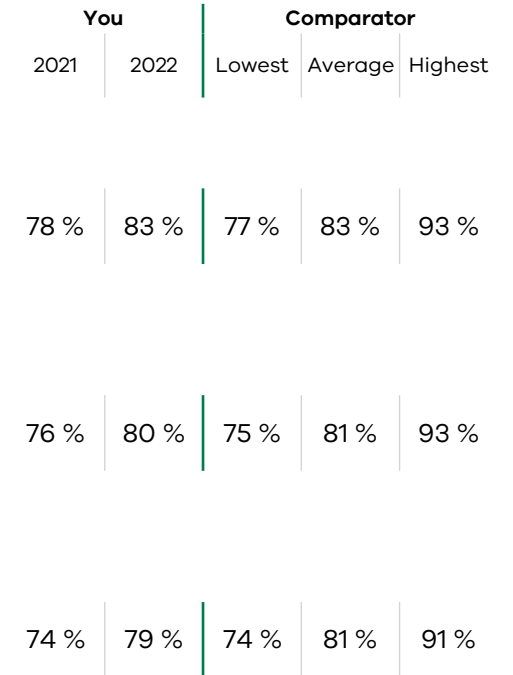 You Comparator
2021 2022 Lowest Average Highest
78 % 83 % 77 % 83 % 93 %
76 % 80 % 75 % 81 % 93 %
74 % 79 % 74 % 81 % 91 %